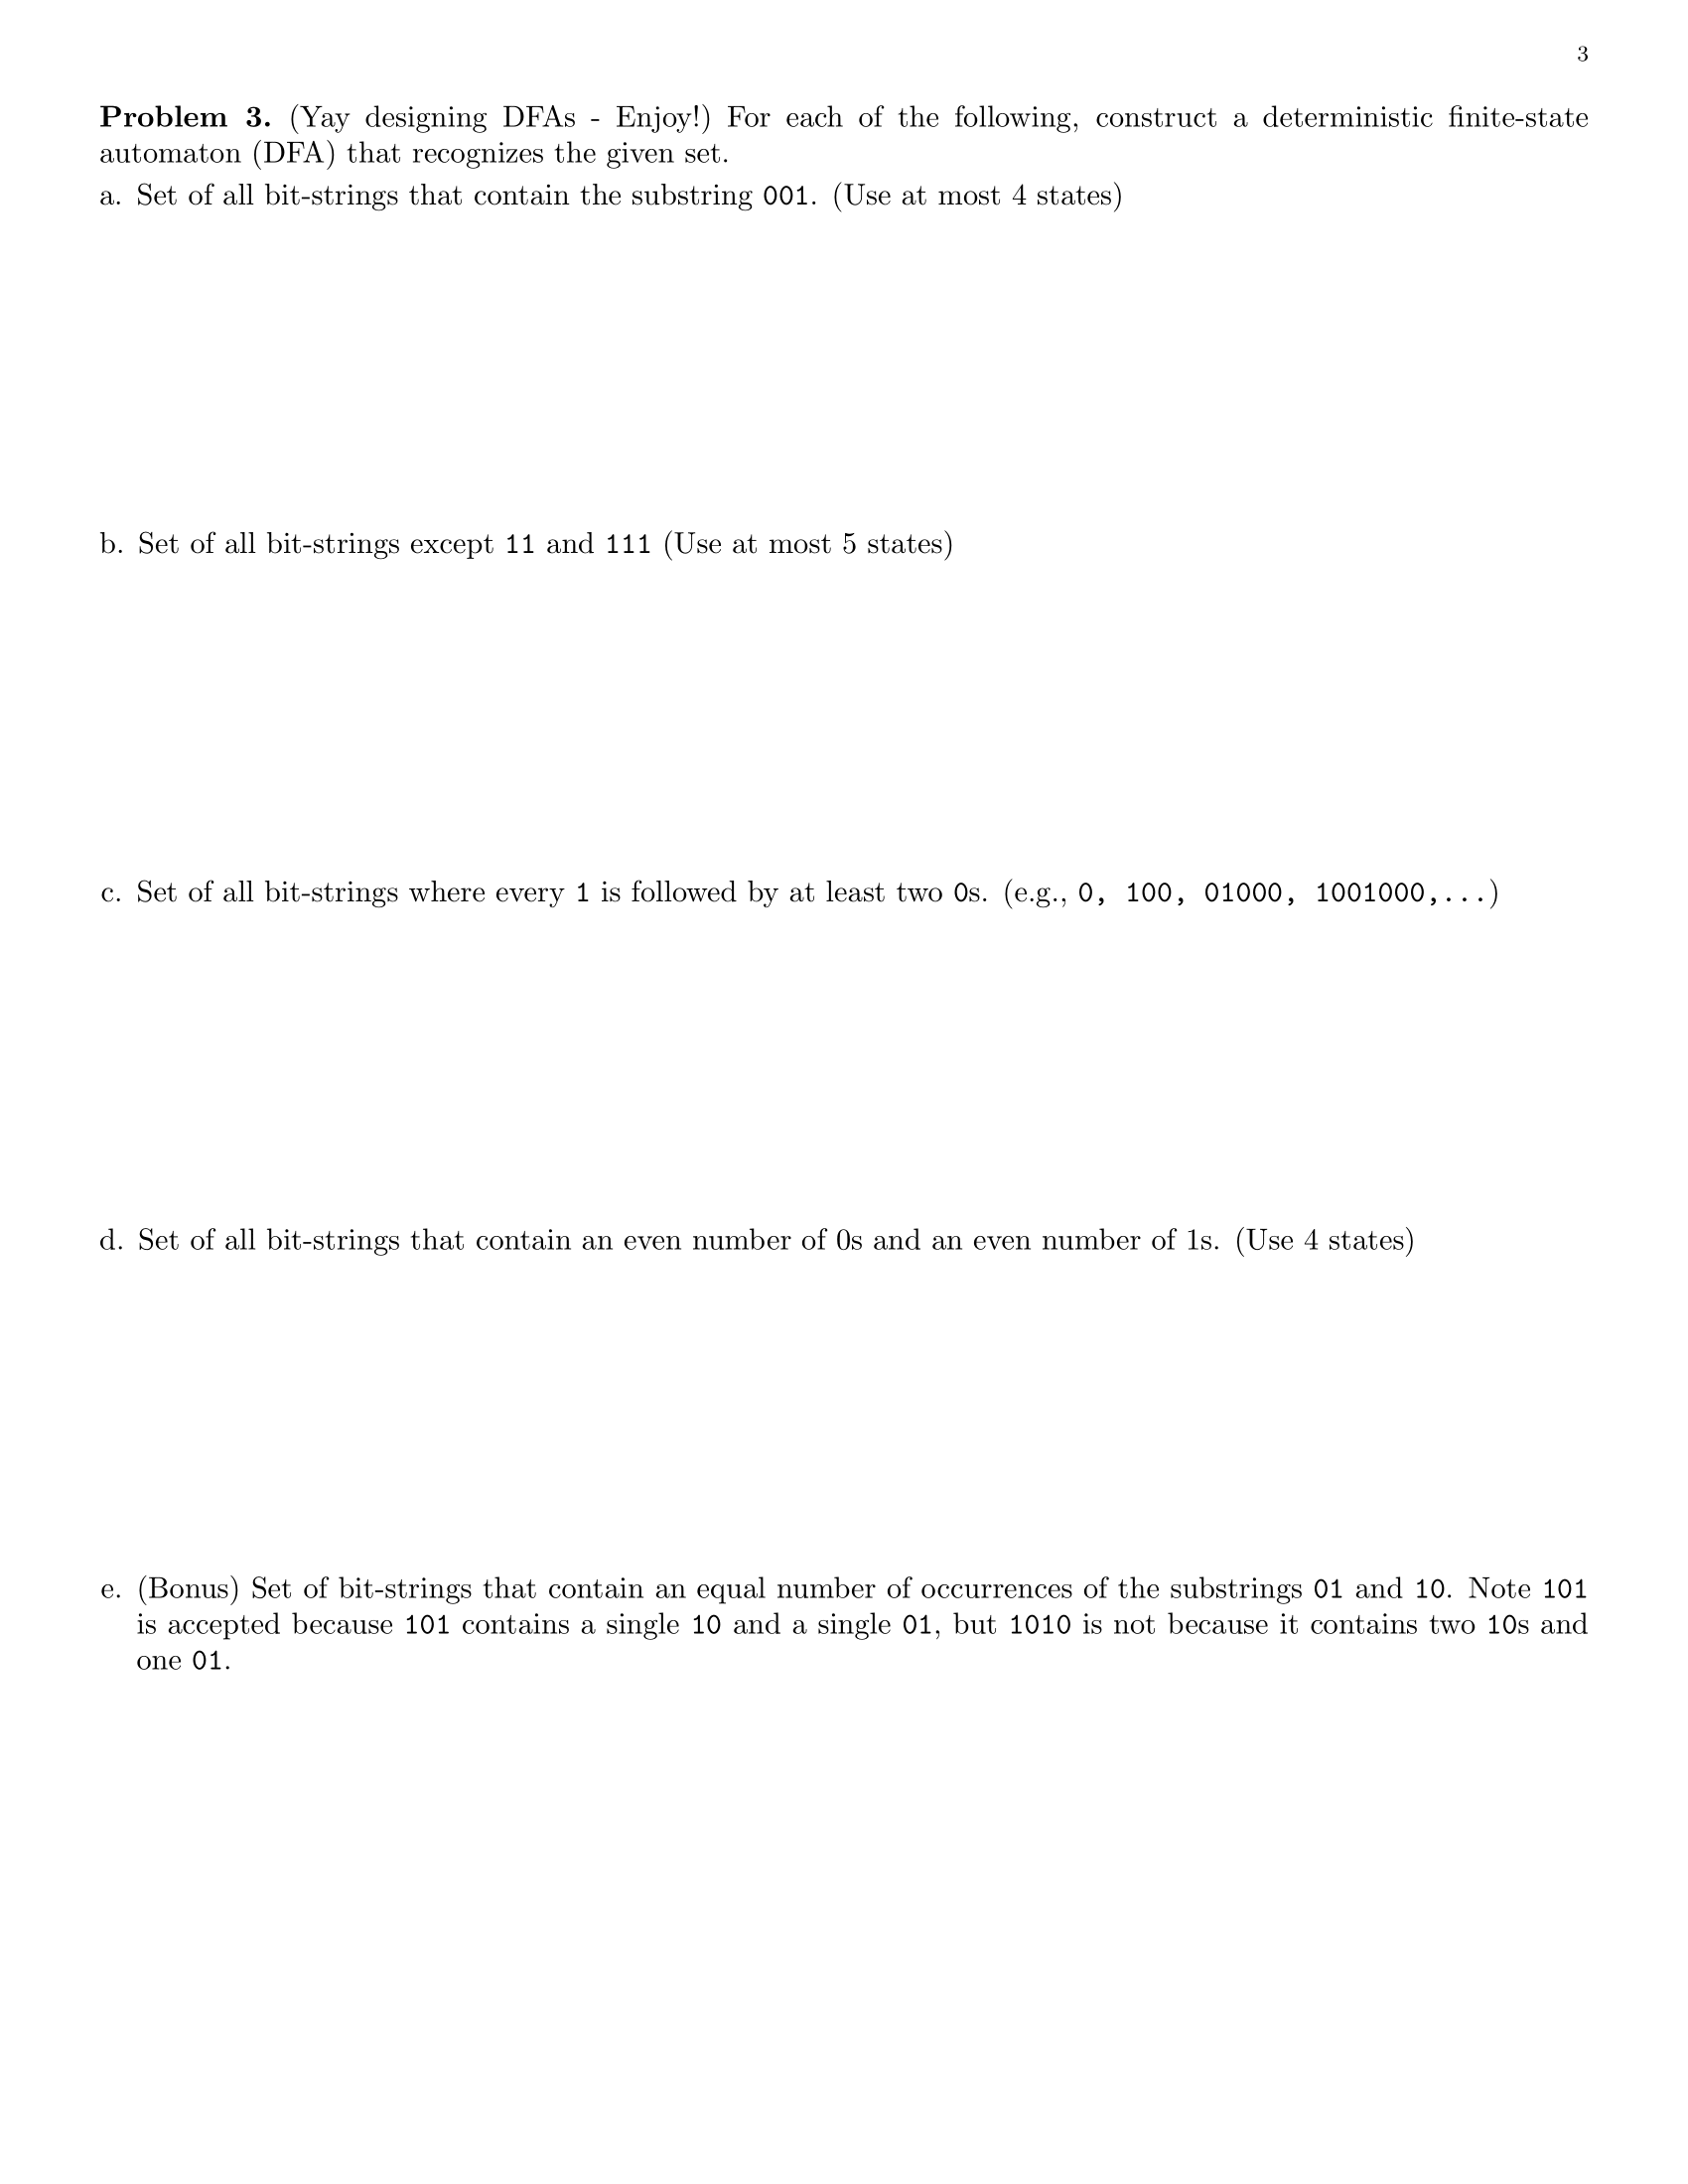 3
Problem 3. (Yay designing DFAs - Enjoy!) For each of the following, construct a deterministic finite-state
automaton (DFA) that recognizes the given set.
a. Set of all bit-strings that contain the substring 001. (Use at most 4 states)
b. Set of all bit-strings except 11 and 111 (Use at most 5 states)
c. Set of all bit-strings where every 1 is followed by at least two 0s. (e.g., 0, 100, 01000, 1001000,...)
d. Set of all bit-strings that contain an even number of 0s and an even number of 1s. (Use 4 states)
e. (Bonus) Set of bit-strings that contain an equal number of occurrences of the substrings 01 and 10. Note 101
is accepted because 101 contains a single 10 and a single 01, but 1010 is not because it contains two 10s and
one 01.